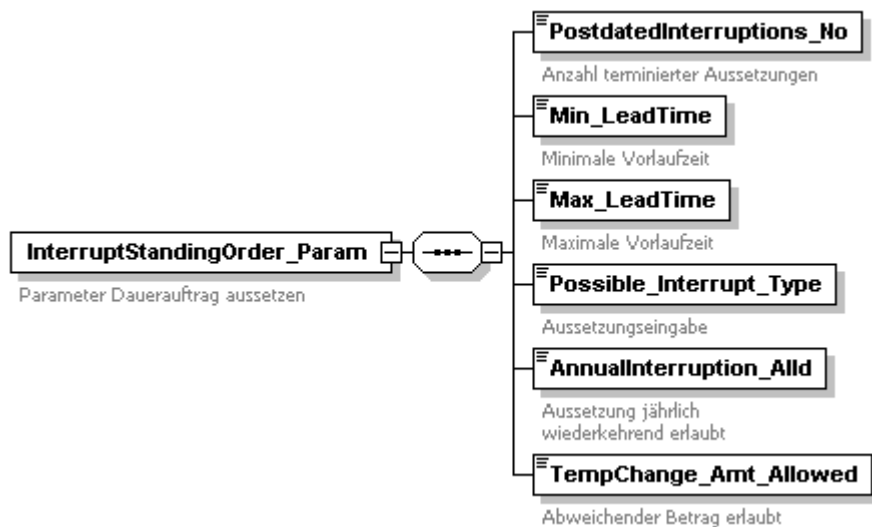 PostdatedInterruptions_No
Anzahl terminierter Aussetzungen
Min_LeadTime
Minimale Vorlaufzeit
Max_LeadTime
Maximale Vorlaufzeit
InterruptStandingOrder_Param
Parameter Dauerauftrag aussetzen
Possible_Interrupt_Type
Aussetzungseingabe
AnnualInterruption_Alld
Aussetzung jährlich
wiederkehrend erlaubt
TempChange_Amt_Allowed
Abweichender Betrag erlaubt